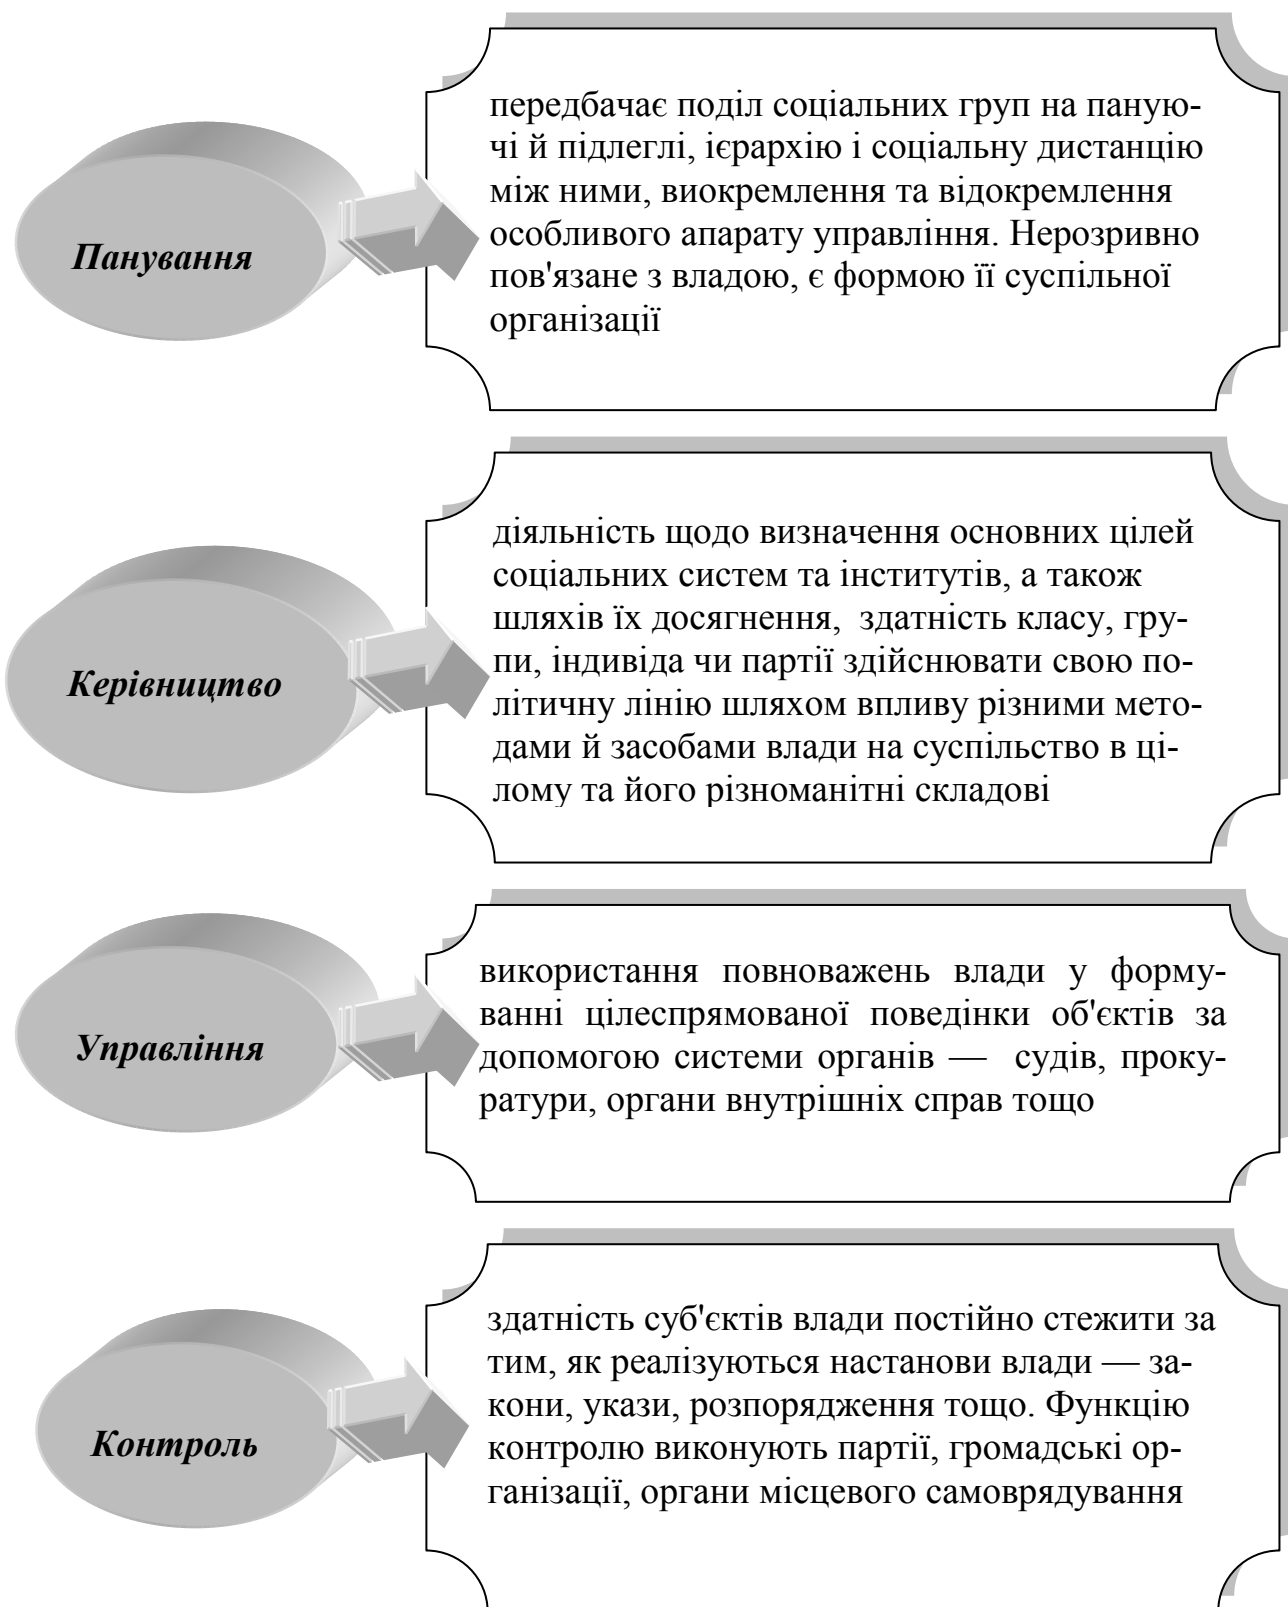 Панування
передбачає поділ соціальних груп на паную-
чі й підлеглі, ієрархію і соціальну дистанцію
між ними, виокремлення та відокремлення
особливого апарату управління. Нерозривно
пов'язане з владою, є формою її суспільної
організації
Керівництво
діяльність щодо визначення основних цілей
соціальних систем та інститутів, а також
шляхів їх досягнення, здатність класу, гру-
пи, індивіда чи партії здійснювати свою по-
літичну лінію шляхом впливу різними мето-
дами й засобами влади на суспільство в ці-
лому та його різноманітні складові
Управління
використання повноважень влади у форму-
ванні цілеспрямованої поведінки об'єктів за
допомогою системи органів — судів, проку-
ратури, органи внутрішніх справ тощо
Контроль
здатність суб'єктів влади постійно стежити за
тим, як реалізуються настанови влади — за-
кони, укази, розпорядження тощо. Функцію
контролю виконують партії, громадські ор-
ганізації, органи місцевого самоврядування